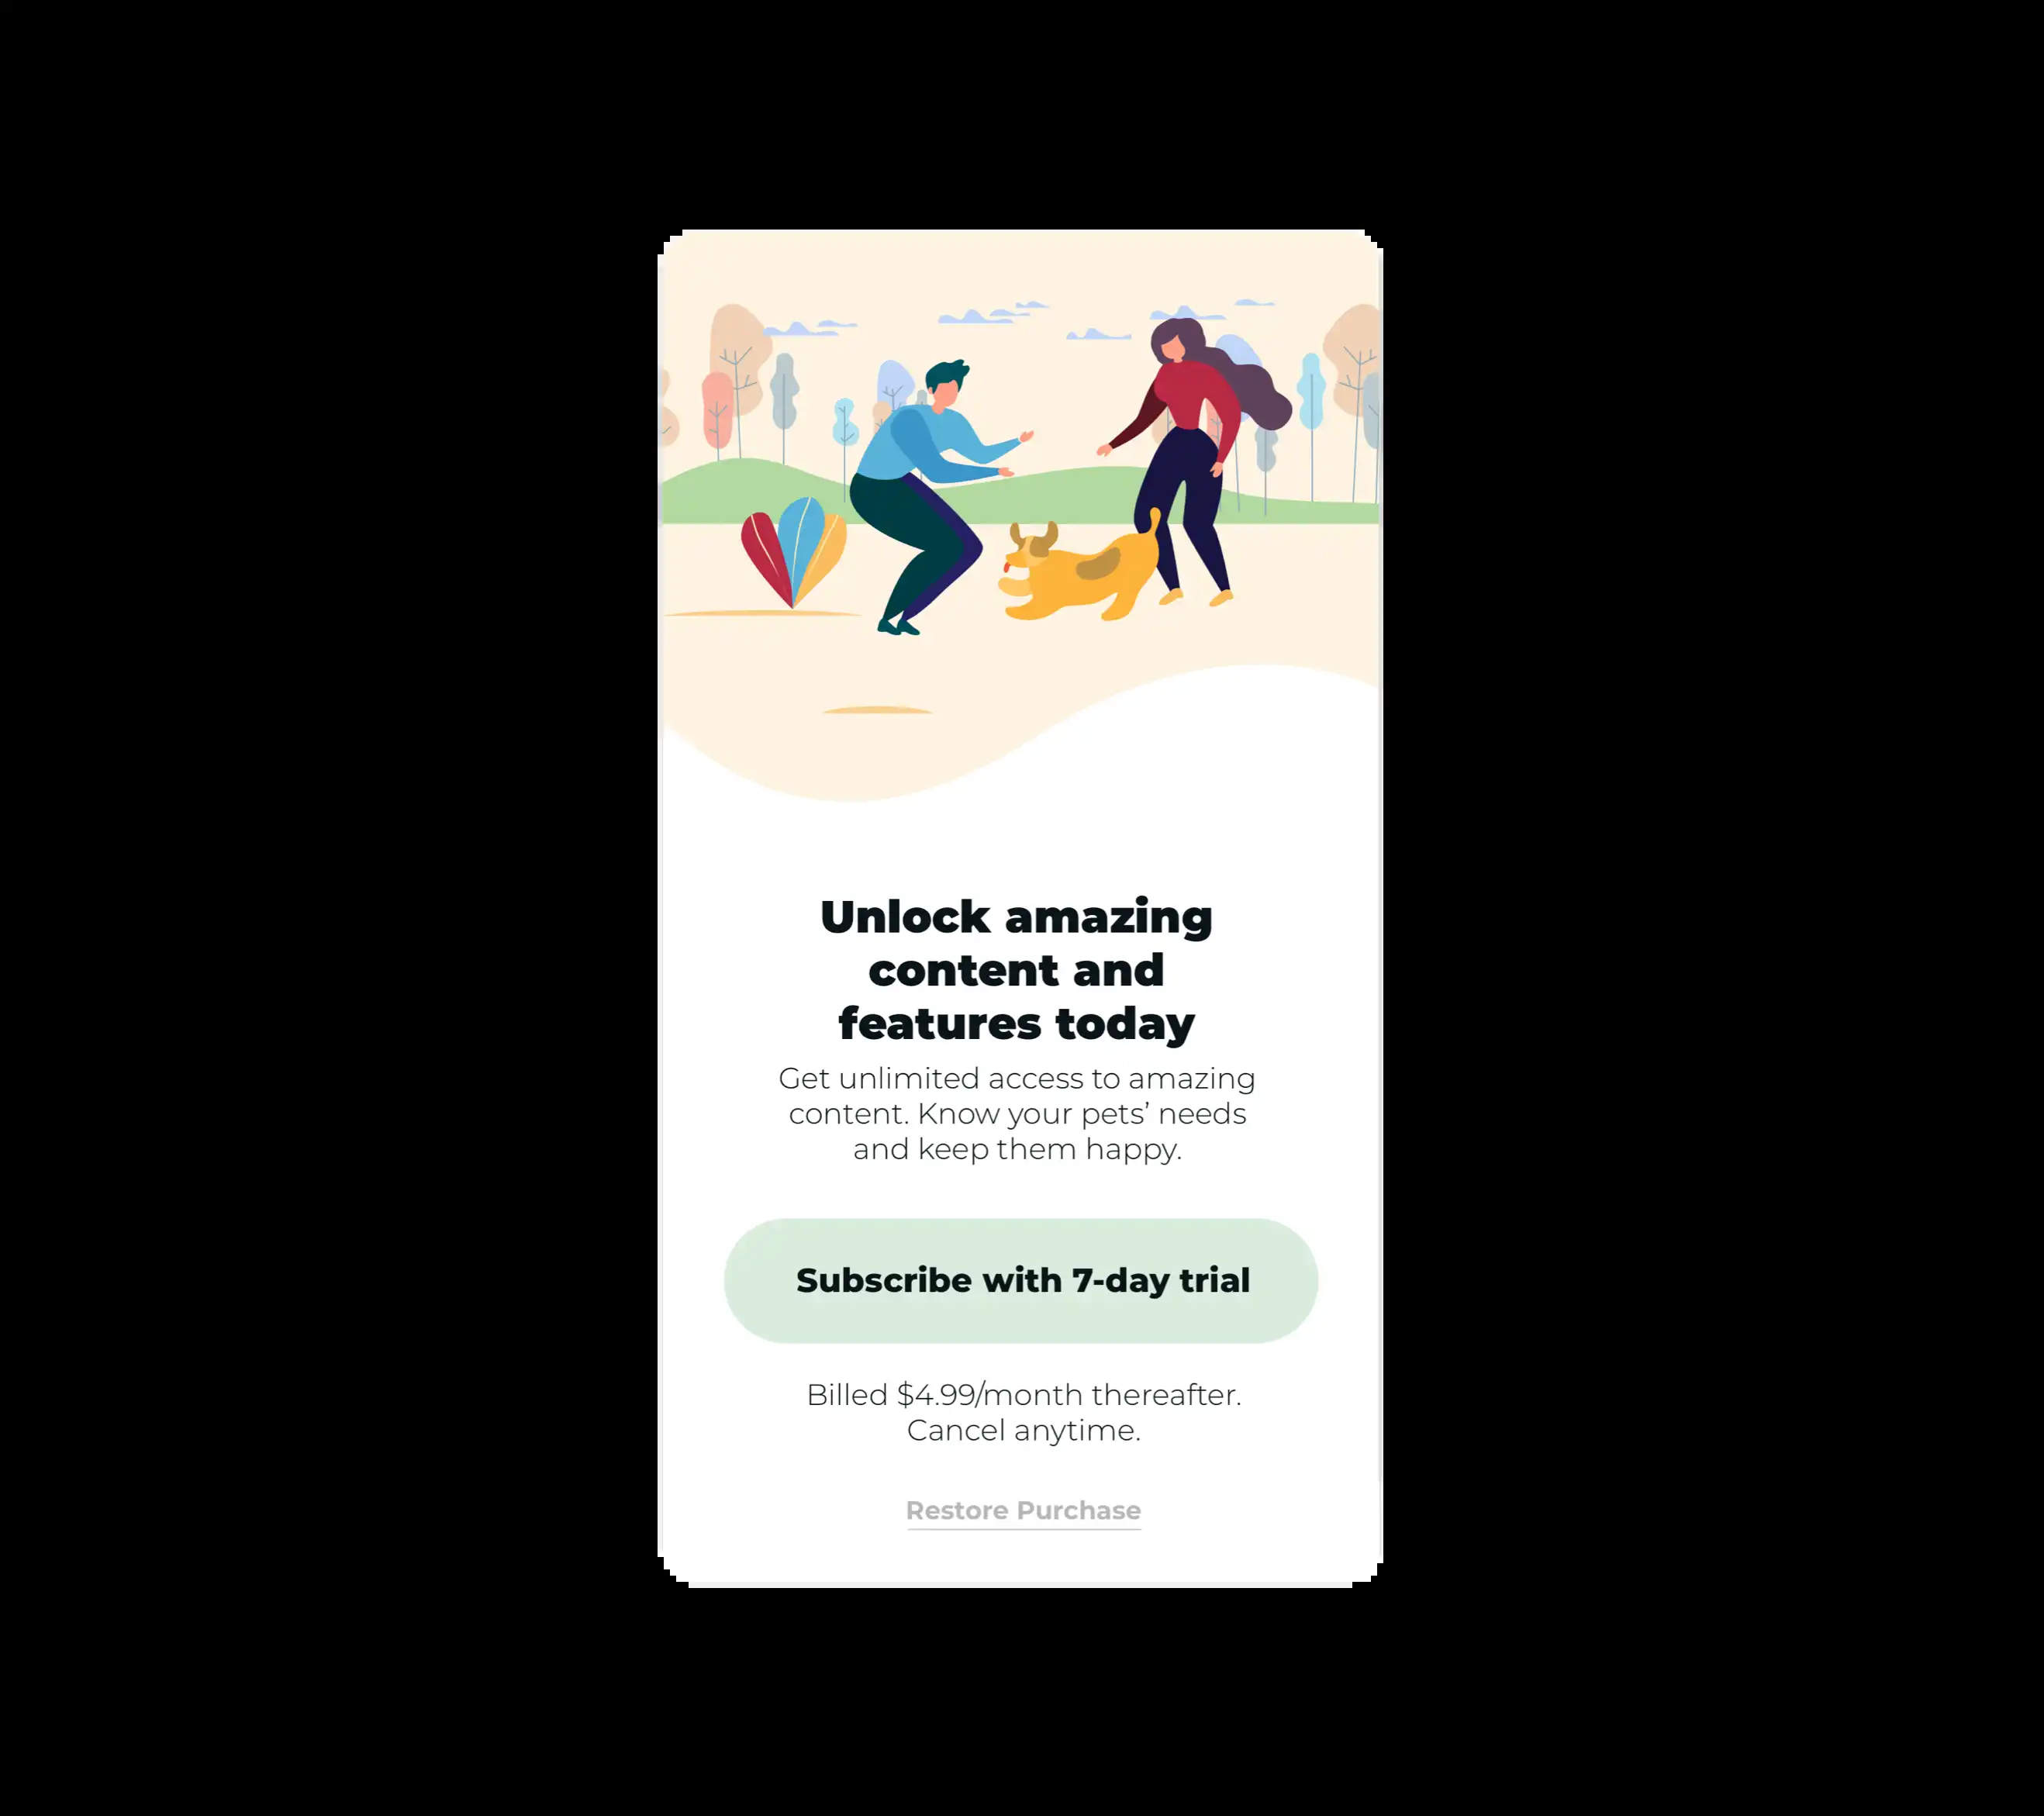 Unlock amazing
content and
features today
Get unlimited access to amazing
content. Know your pets’ needs
and keep them happy.
Subscribe with 7-day trial
Billed $4.99/month thereafter.
Cancel anytime.
Restore Purchase